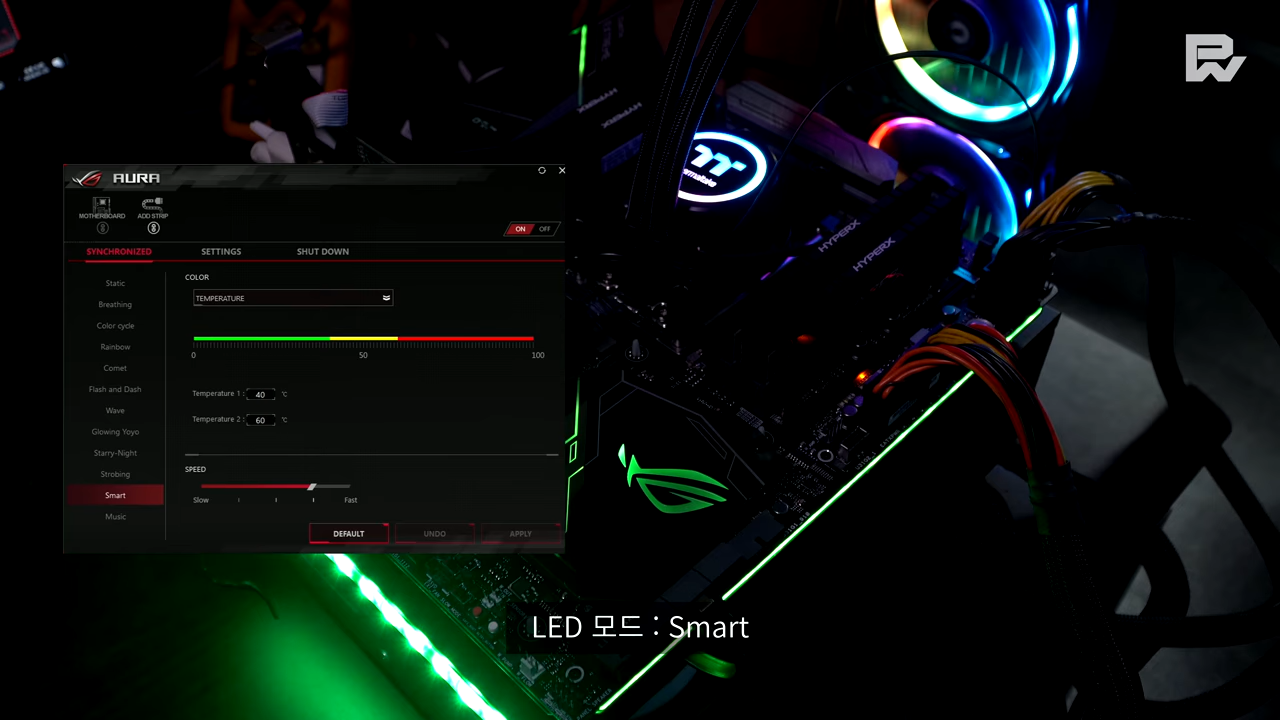 AURA
MOTHERBOARD
ADD STRIP
ON OFF
SYNCHRONIZED SETTINGS SHUT DOWN
Static
Breathing
Color cycle
Rainbow
Comet
Flash and Dash
Wave
Glowing Yoyo
Starry-Night
Strobing
Smart
Music
COLOR
TEMPERATURE
0 50 100
Temperature 1 : 40 °C
Temperature 2 : 60 °C
SPEED
Slow Fast
DEFAULT UNDO APPLY
HYPERX
HYPERX
HYPERX
LED 모드 : Smart